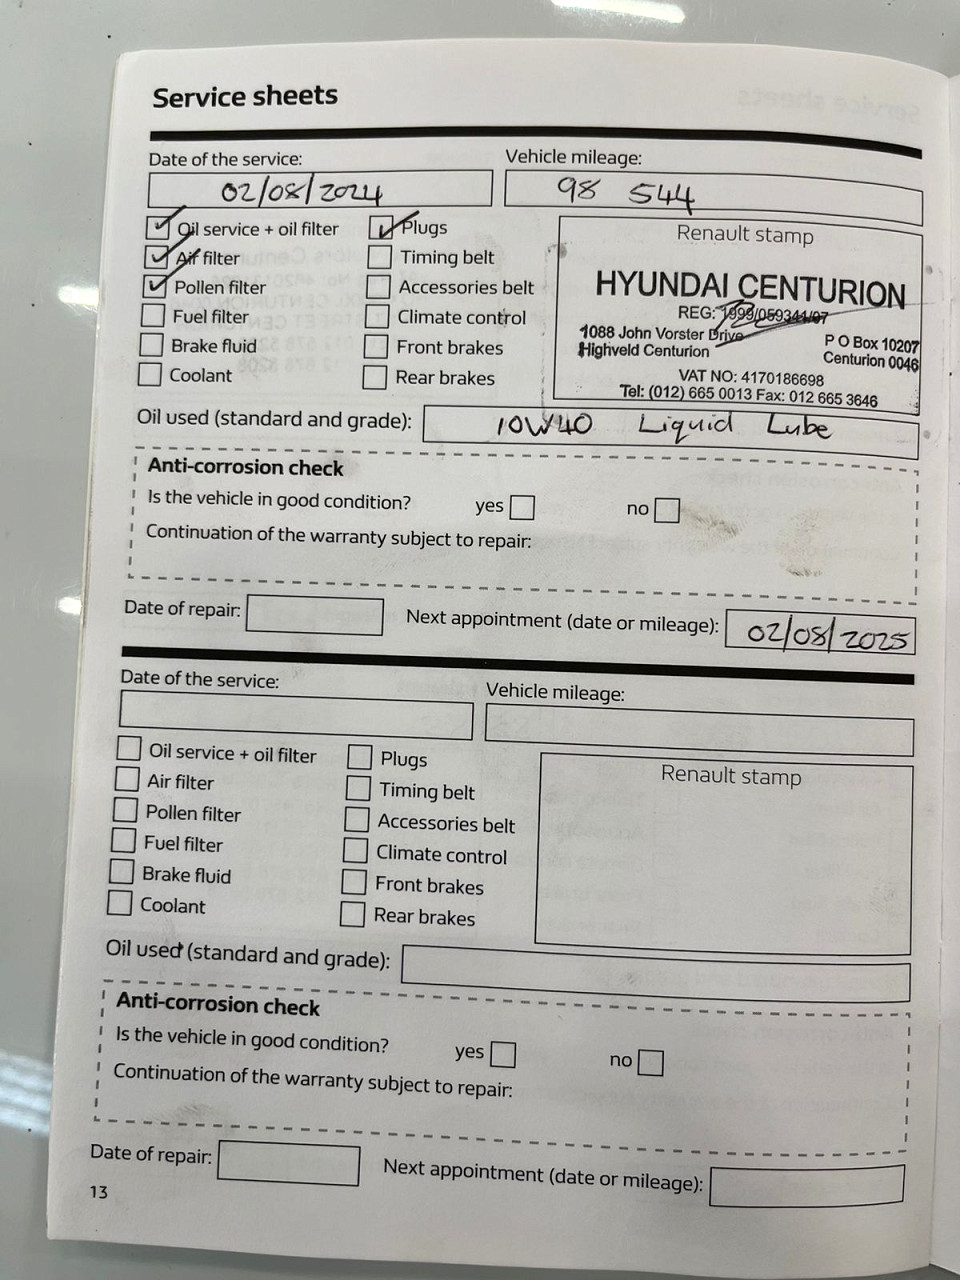 Service sheets
Date of the service: Vehicle mileage:
02/08/2024 98 544
Oil service + oil filter Plugs Renault stamp
Air filter Timing belt
Pollen filter Accessories belt HYUNDAI CENTURION
Fuel filter Climate control REG: 1999/059344/07
Brake fluid Front brakes 1088 John Vorster Drive P O Box 10207
Coolant Rear brakes Highveld Centurion Centurion 0046
VAT NO: 4170186698
Tel: (012) 665 0013 Fax: 012 665 3646
Oil used (standard and grade): 10W40 Liquid Lube
Anti-corrosion check
Is the vehicle in good condition? yes no
Continuation of the warranty subject to repair:
Date of repair: Next appointment (date or mileage): 02/08/2025
Date of the service: Vehicle mileage:
Oil service + oil filter Plugs Renault stamp
Air filter Timing belt
Pollen filter Accessories belt
Fuel filter Climate control
Brake fluid Front brakes
Coolant Rear brakes
Oil used (standard and grade):
Anti-corrosion check
Is the vehicle in good condition? yes no
Continuation of the warranty subject to repair:
Date of repair: Next appointment (date or mileage):
13